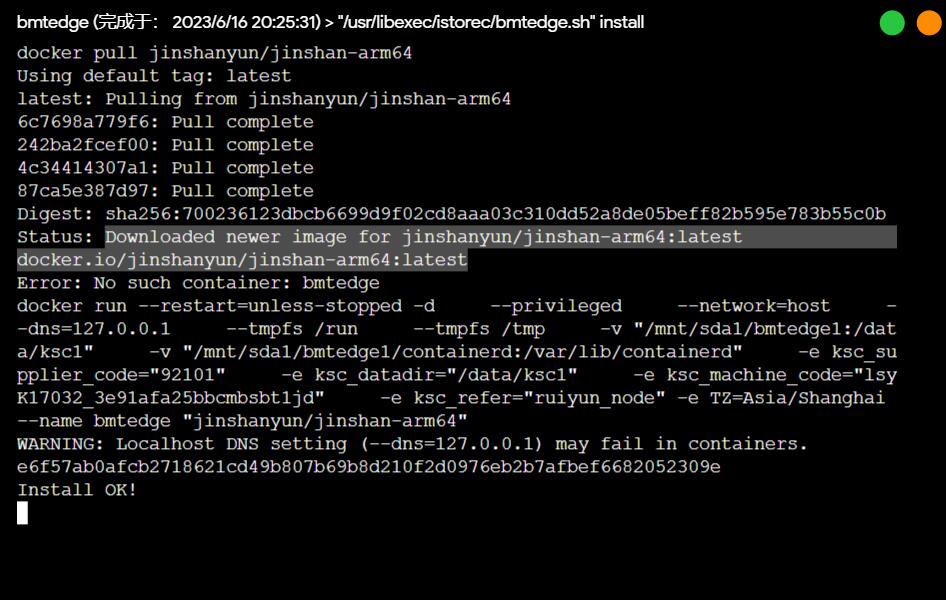 bmtedge (完成于： 2023/6/16 20:25:31) > "/usr/libexec/istorec/bmtedge.sh" install
docker pull jinshanyun/jinshan-arm64
Using default tag: latest
latest: Pulling from jinshanyun/jinshan-arm64
6c7698a779f6: Pull complete
242ba2fcef00: Pull complete
4c34414307a1: Pull complete
87ca5e387d97: Pull complete
Digest: sha256:700236123dbcb6699d9f02cd8aaa03c310dd52a8de05beff82b595e783b55c0b
Status: Downloaded newer image for jinshanyun/jinshan-arm64:latest
docker.io/jinshanyun/jinshan-arm64:latest
Error: No such container: bmtedge
docker run --restart=unless-stopped -d     --privileged     --network=host     -
-dns=127.0.0.1     --tmpfs /run     --tmpfs /tmp     -v "/mnt/sda1/bmtedge1:/dat
a/ksc1"     -v "/mnt/sda1/bmtedge1/containerd:/var/lib/containerd"     -e ksc_su
pplier_code="92101"     -e ksc_datadir="/data/ksc1"     -e ksc_machine_code="lsy
K17032_3e91afa25bbcmbsbt1jd"     -e ksc_refer="ruiyun_node" -e TZ=Asia/Shanghai
--name bmtedge "jinshanyun/jinshan-arm64"
WARNING: Localhost DNS setting (--dns=127.0.0.1) may fail in containers.
e6f57ab0afcb2718621cd49b807b69b8d210f2d0976eb2b7afbef6682052309e
Install OK!